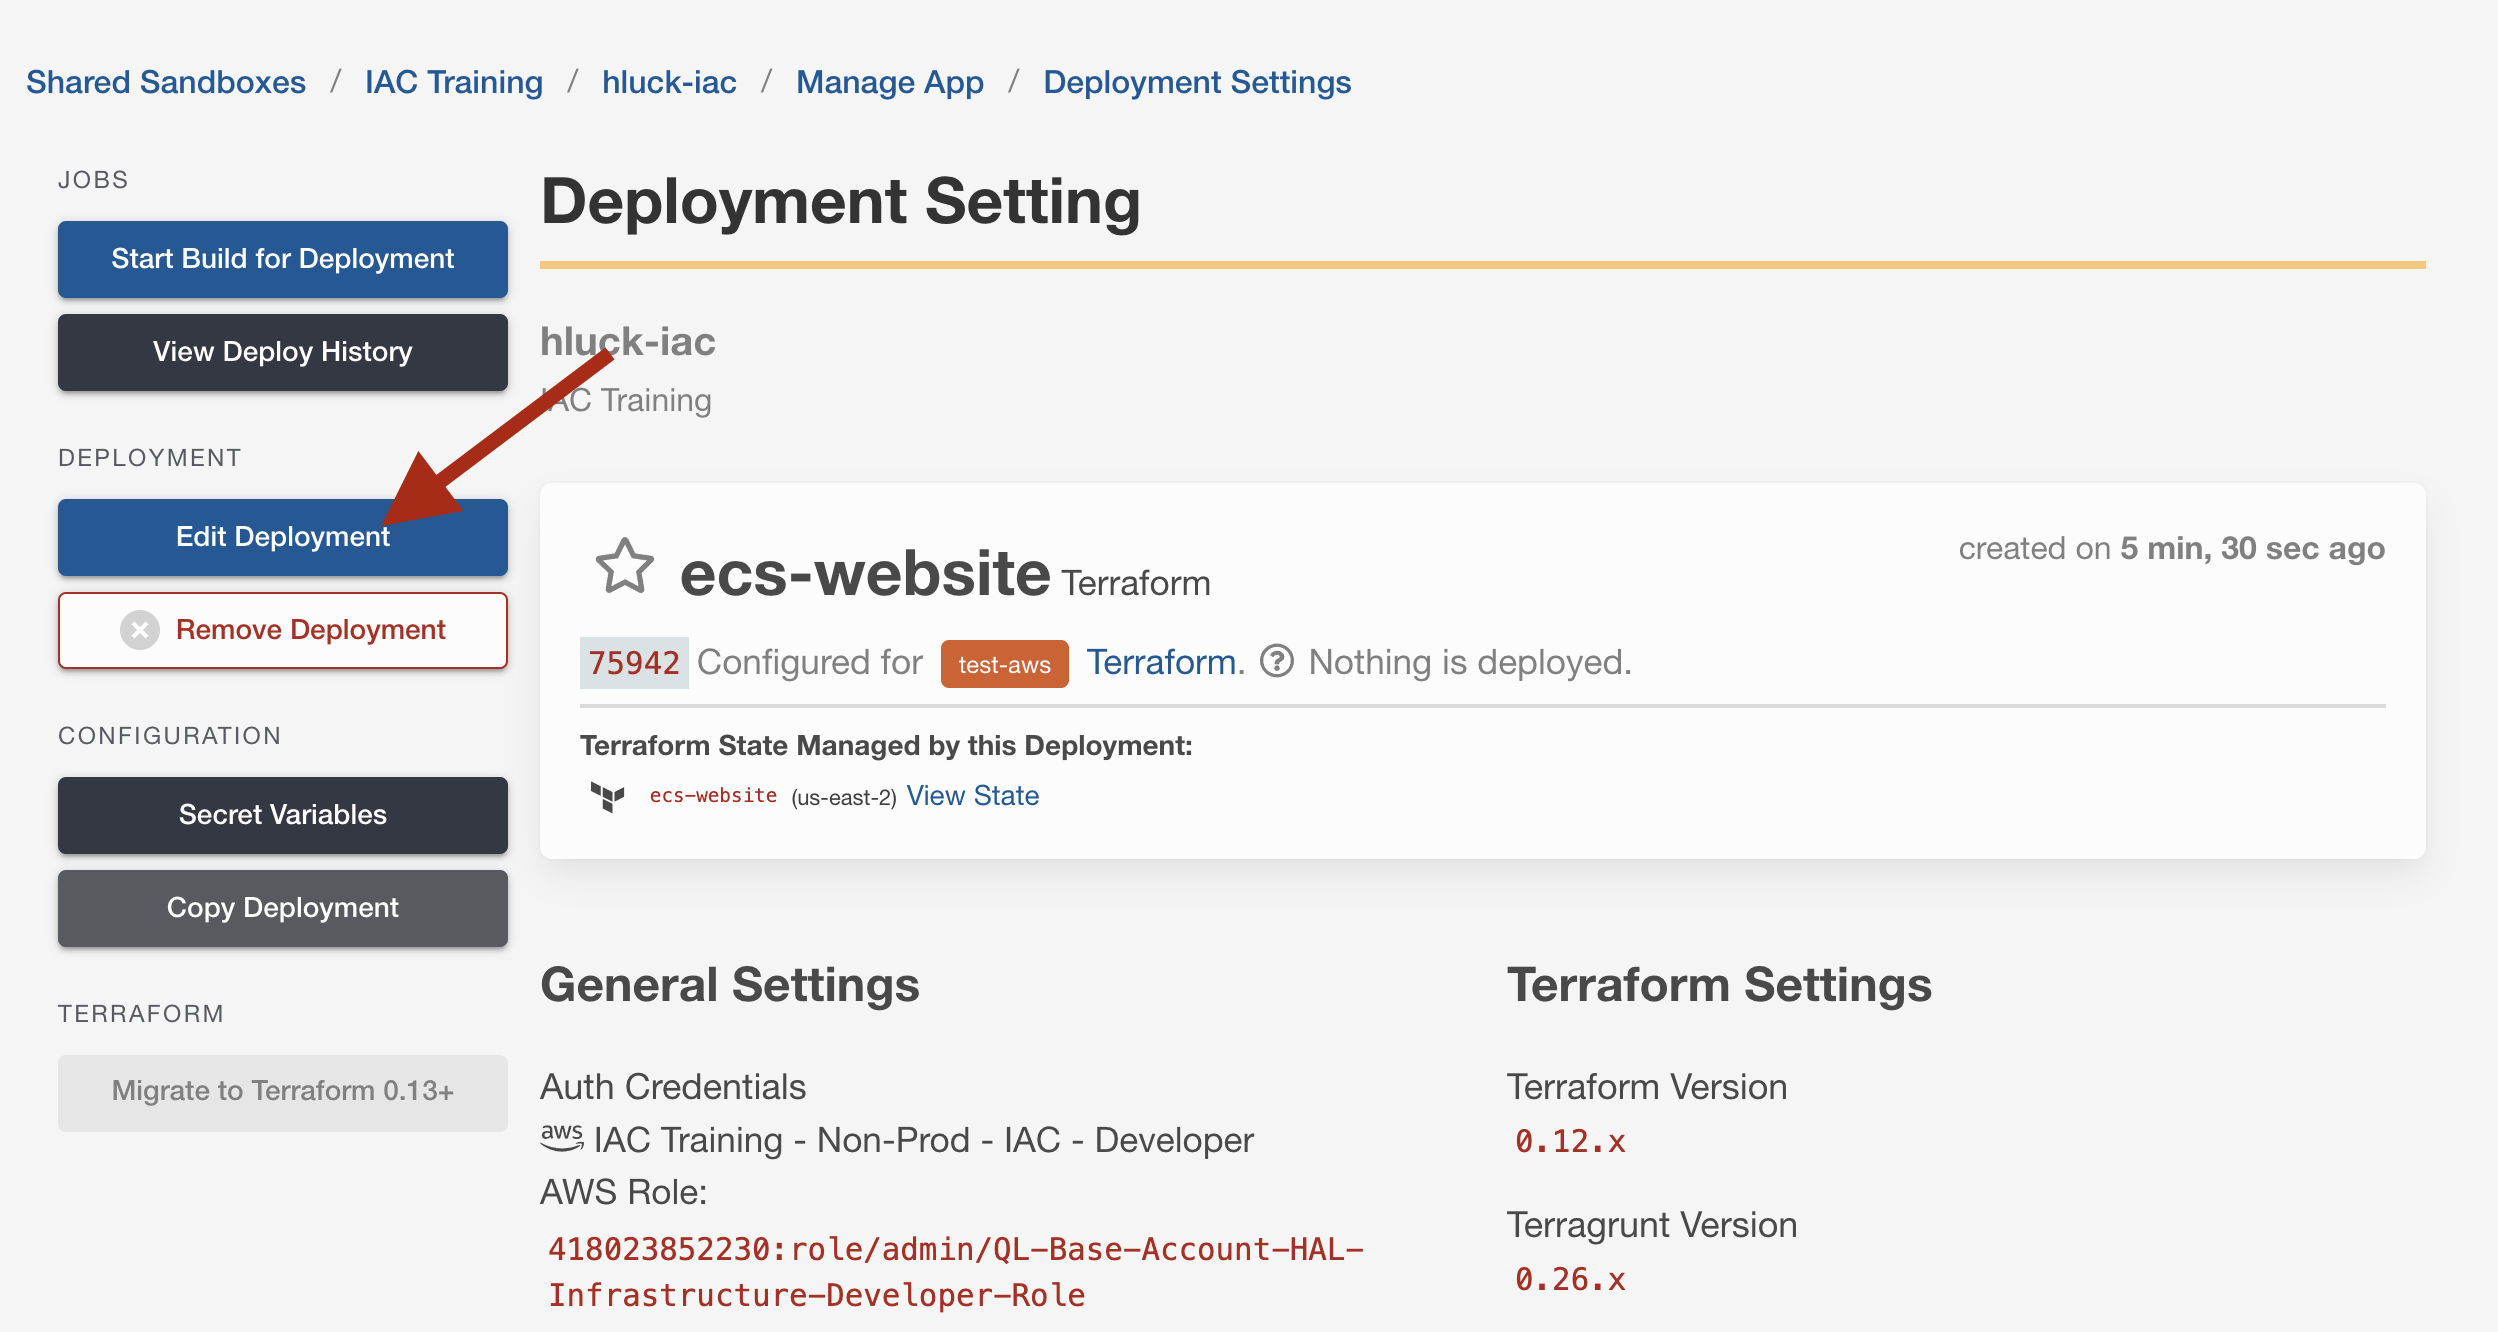 Shared Sandboxes / IAC Training / hluck-iac / Manage App / Deployment Settings
JOBS
Start Build for Deployment
View Deploy History
DEPLOYMENT
Edit Deployment
Remove Deployment
CONFIGURATION
Secret Variables
Copy Deployment
TERRAFORM
Migrate to Terraform 0.13+
Deployment Setting
hluck-iac
IAC Training
ecs-website Terraform
created on 5 min, 30 sec ago
75942 Configured for test-aws Terraform. ? Nothing is deployed.
Terraform State Managed by this Deployment:
ecs-website (us-east-2) View State
General Settings
Auth Credentials
aws IAC Training - Non-Prod - IAC - Developer
AWS Role:
418023852230:role/admin/QL-Base-Account-HAL-
Infrastructure-Developer-Role
Terraform Settings
Terraform Version
0.12.x
Terragrunt Version
0.26.x